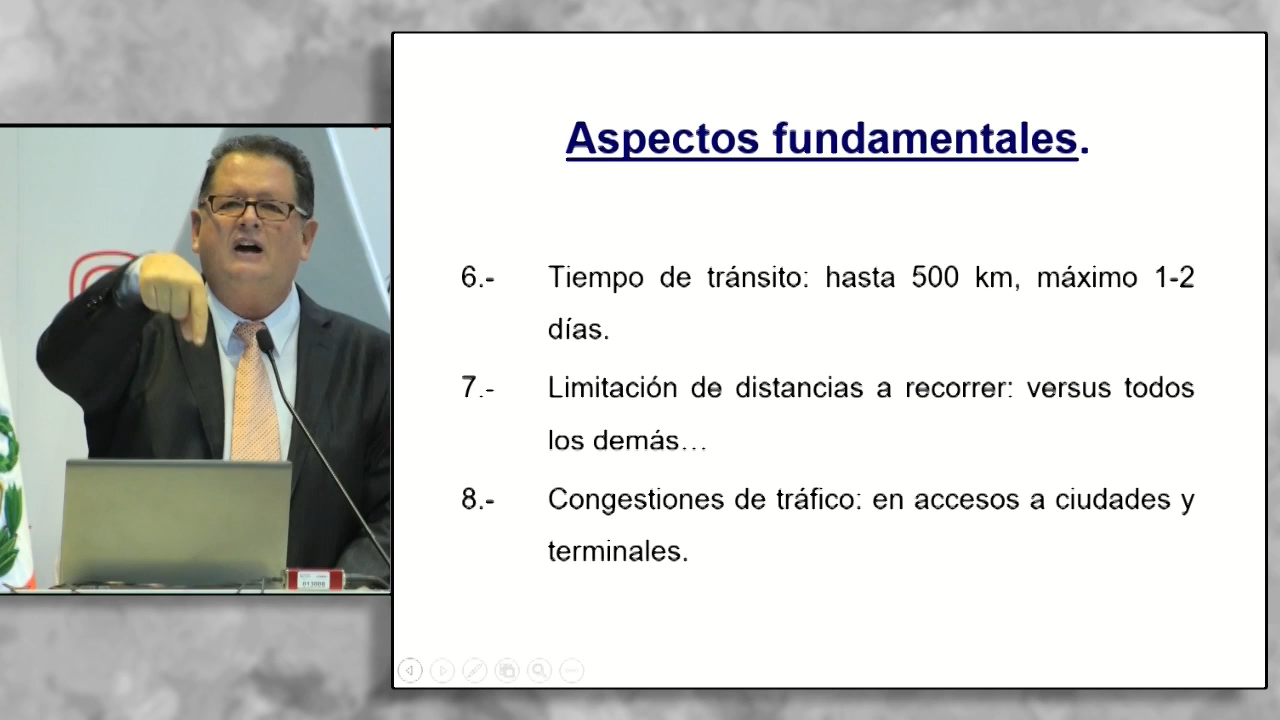 Aspectos fundamentales.
6.- Tiempo de tránsito: hasta 500 km, máximo 1-2
días.
7.- Limitación de distancias a recorrer: versus todos
los demás…
8.- Congestiones de tráfico: en accesos a ciudades y
terminales.